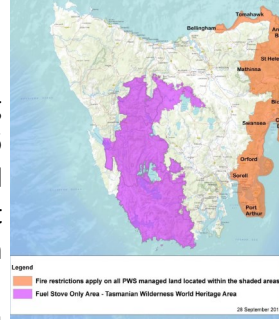 Tomahawk
Bellingham
Mathinna
St Hele
Swansea
Orford
Sorell
Port
Arthur
Legend
Fire restrictions apply on all PWS managed land located within the shaded areas
Fuel Stove Only Area - Tasmanian Wilderness World Heritage Area
28 September 201